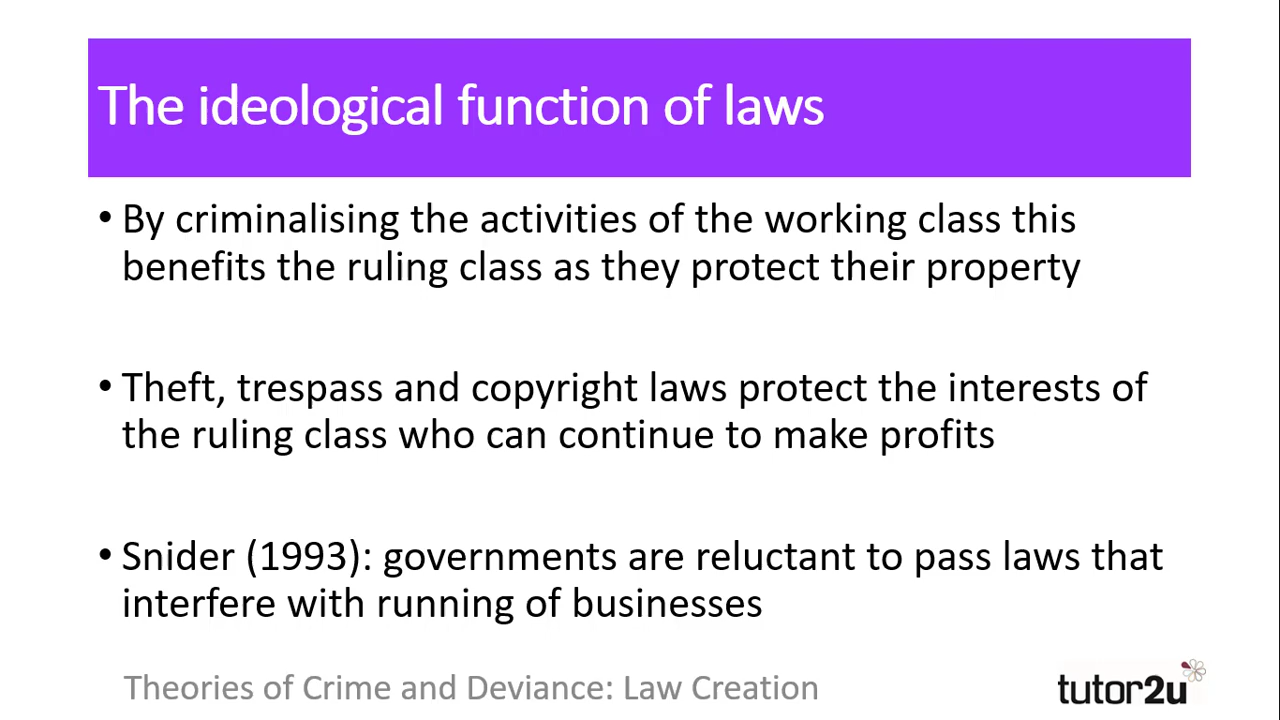 The ideological function of laws
• By criminalising the activities of the working class this
benefits the ruling class as they protect their property
• Theft, trespass and copyright laws protect the interests of
the ruling class who can continue to make profits
• Snider (1993): governments are reluctant to pass laws that
interfere with running of businesses
Theories of Crime and Deviance: Law Creation
tutor2u